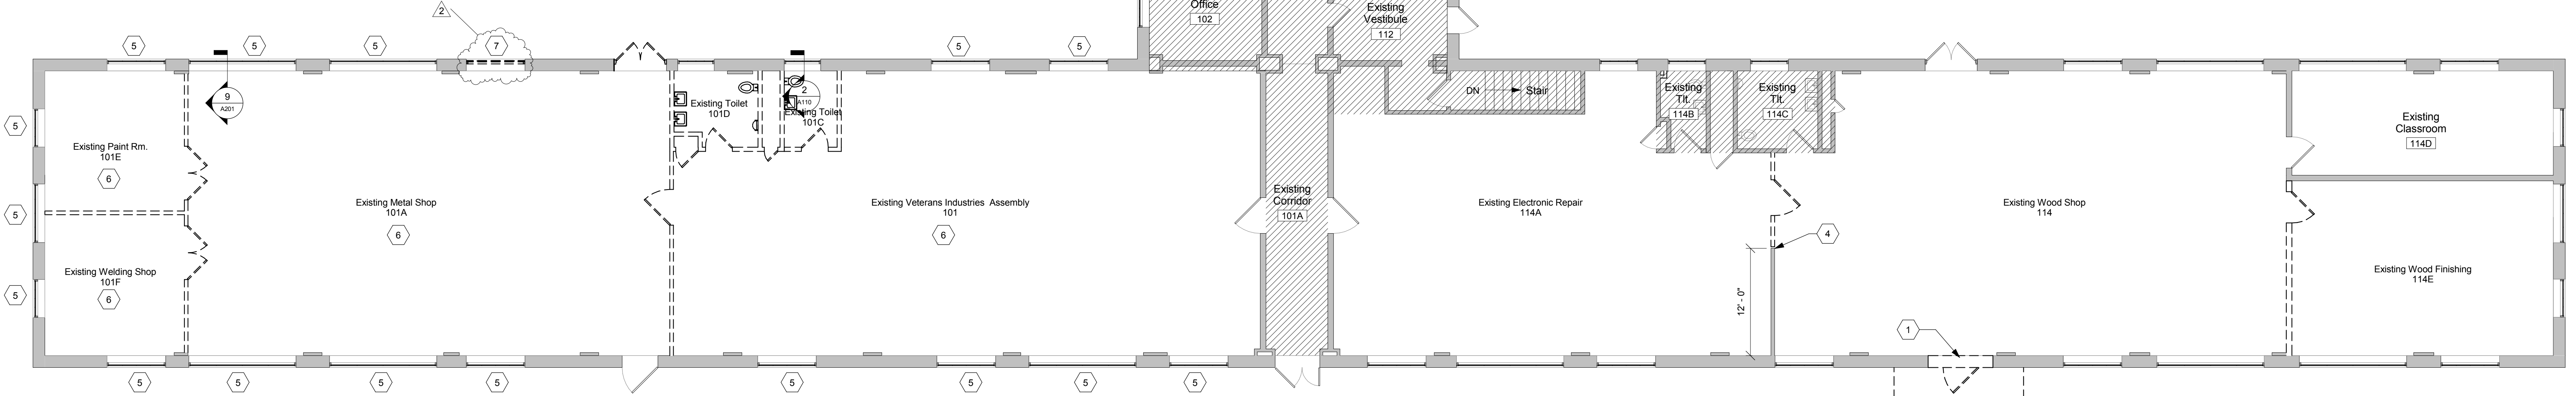 2
Office
102
Existing
Vestibule
112
5
5
5
7
5
5
9
A201
Existing Toilet
101D
2
A110
Existing Toilet
101C
DN
Stair
Existing
Tlt.
114B
Existing
Tlt.
114C
Existing
Classroom
114D
5
Existing Paint Rm.
101E
6
5
Existing Metal Shop
101A
6
Existing Veterans Industries Assembly
101
6
Existing
Corridor
101A
Existing Electronic Repair
114A
4
Existing Wood Shop
114
Existing Welding Shop
101F
6
5
12' - 0"
1
Existing Wood Finishing
114E
5
5
5
5
5
5
5
5